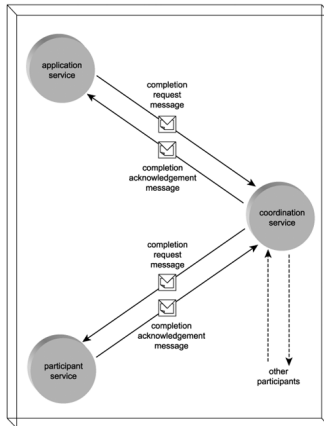 application
service
completion
request
message
completion
acknowledgement
message
coordination
service
completion
request
message
completion
acknowledgement
message
participant
service
other
participants